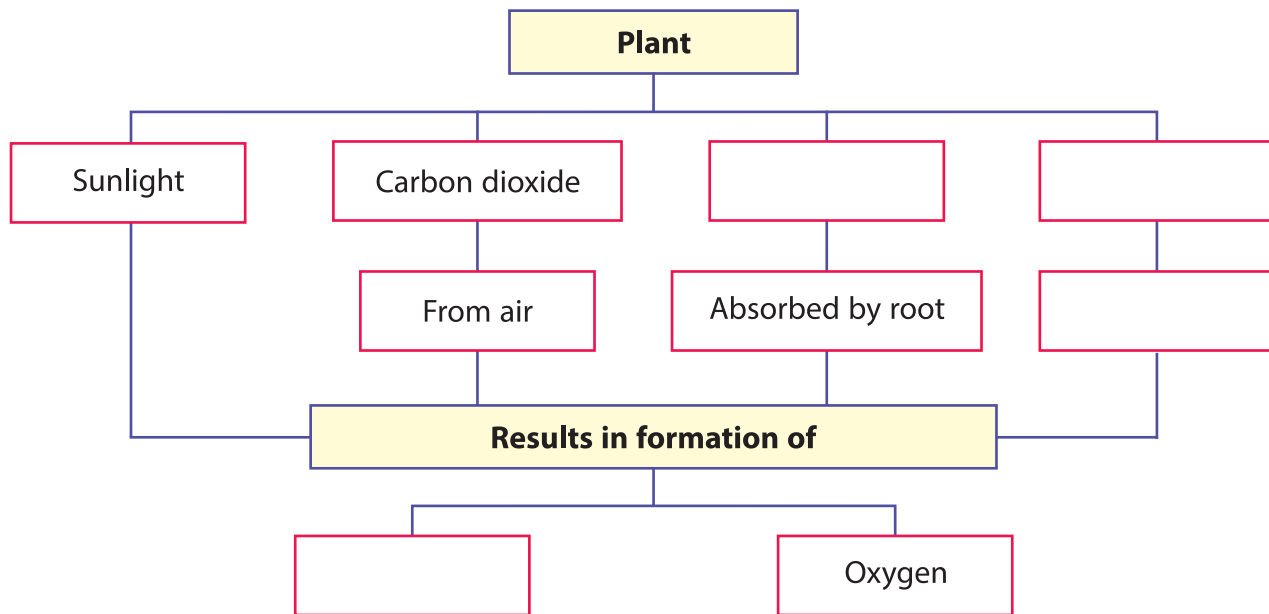 Plant
Sunlight
Carbon dioxide
From air
Absorbed by root
Results in formation of
Oxygen